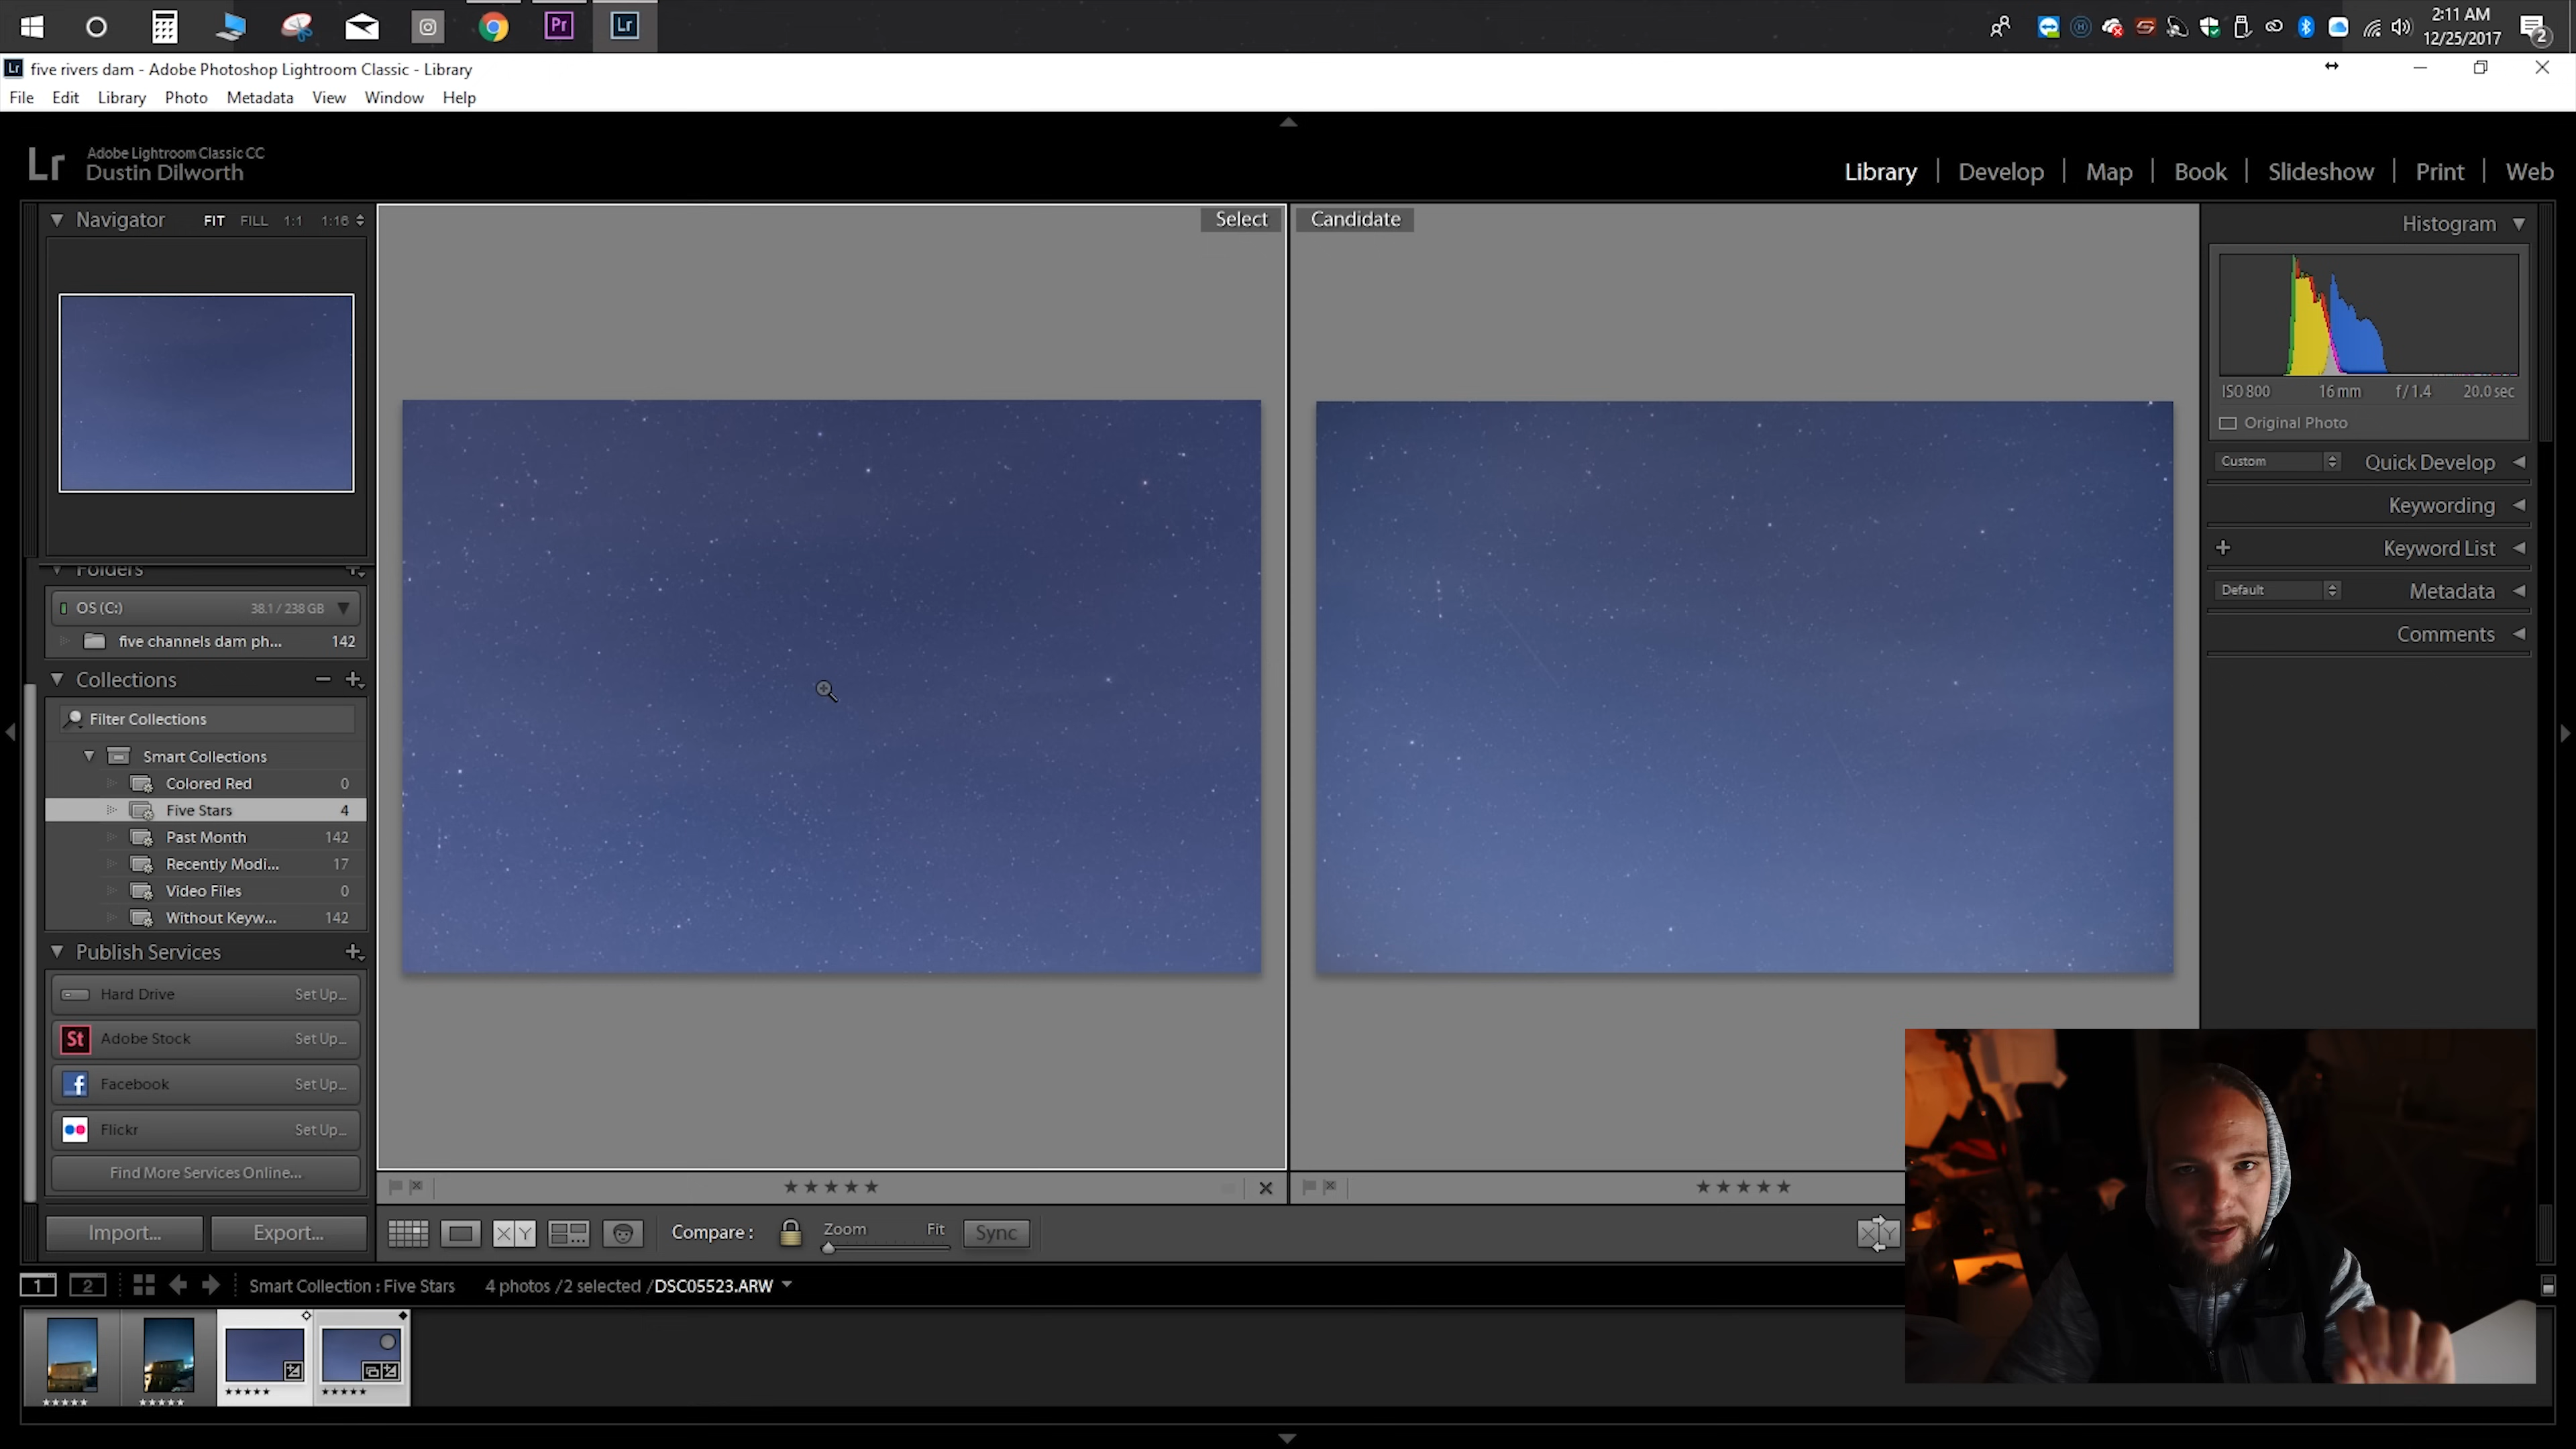 Pr
Lr
2:11 AM
12/25/2017
2
Lr five rivers dam - Adobe Photoshop Lightroom Classic - Library
File Edit Library Photo Metadata View Window Help
Lr
Adobe Lightroom Classic CC
Dustin Dilworth
Library | Develop | Map | Book | Slideshow | Print | Web
Navigator FIT FILL 1:1 1:16
Select
Candidate
Histogram
ISO 800 16 mm f / 1.4 20.0 sec
Original Photo
Custom Quick Develop
Keywording
Keyword List
Default Metadata
Comments
Folders
OS (C:) 38.1 / 238 GB
five channels dam ph... 142
Collections
Filter Collections
Smart Collections
Colored Red 0
Five Stars 4
Past Month 142
Recently Modi... 17
Video Files 0
Without Keyw... 142
Publish Services
Hard Drive Set Up...
St Adobe Stock Set Up...
f Facebook Set Up...
Flickr Set Up...
Find More Services Online...
Import... Export...
X Y
Compare : Zoom Fit Sync
X Y
1 2 Smart Collection : Five Stars 4 photos / 2 selected / DSC05523.ARW